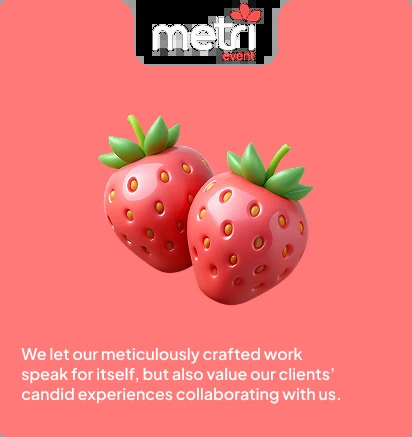 metri
event
We let our meticulously crafted work
speak for itself, but also value our clients’
candid experiences collaborating with us.